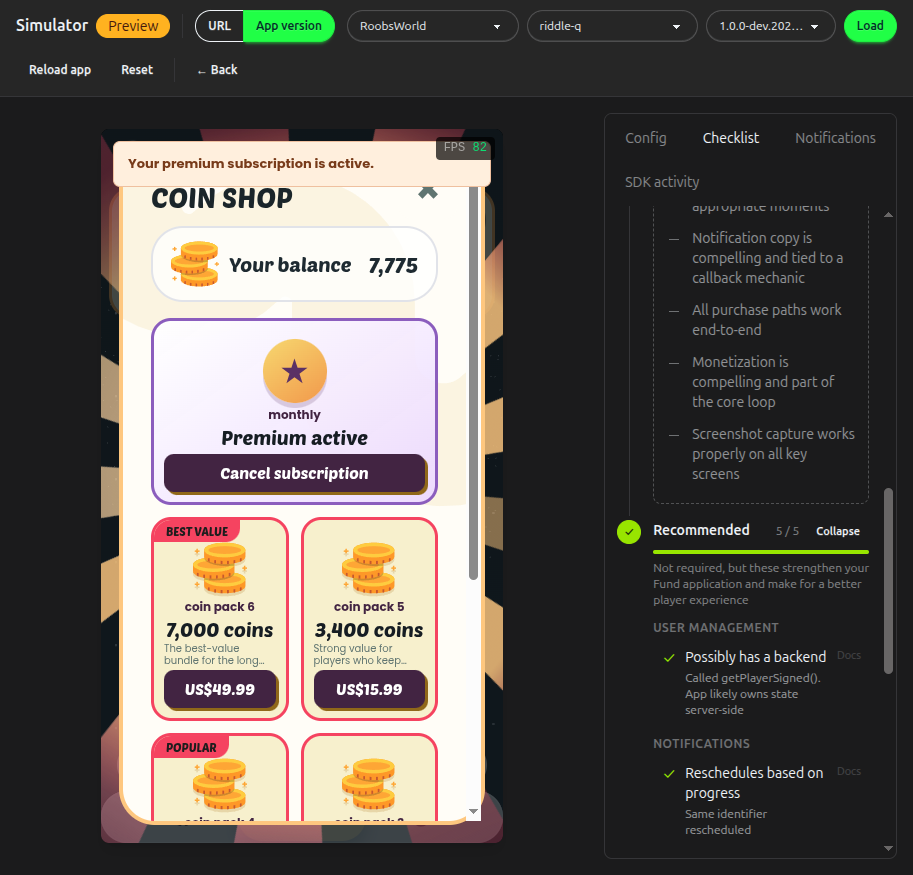 Simulator
Preview
URL
App version
RoobsWorld
riddle-q
1.0.0-dev.202...
Load
Reload app
Reset
← Back
Your premium subscription is active.
FPS 82
COIN SHOP
Your balance 7,775
monthly
Premium active
Cancel subscription
BEST VALUE
coin pack 6
7,000 coins
The best-value
bundle for the long...
US$49.99
coin pack 5
3,400 coins
Strong value for
players who keep...
US$15.99
POPULAR
Config
Checklist
Notifications
SDK activity
appropriate moments
— Notification copy is
compelling and tied to a
callback mechanic
— All purchase paths work
end-to-end
— Monetization is
compelling and part of
the core loop
— Screenshot capture works
properly on all key
screens
Recommended 5 / 5 Collapse
Not required, but these strengthen your
Fund application and make for a better
player experience
USER MANAGEMENT
Possibly has a backend Docs
Called getPlayerSigned().
App likely owns state
server-side
NOTIFICATIONS
Reschedules based on Docs
progress
Same identifier
rescheduled